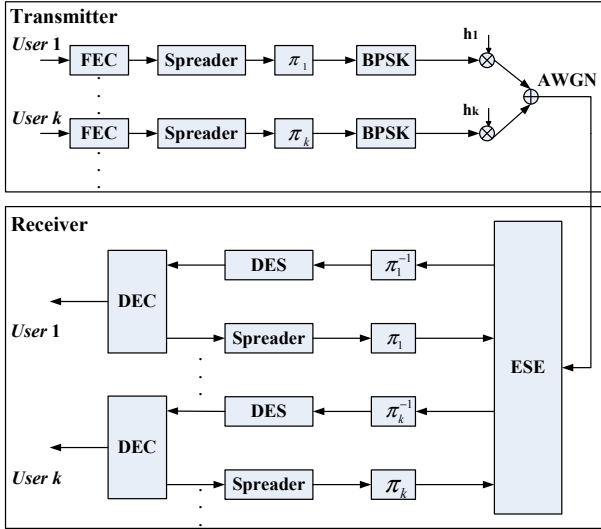 Transmitter
User 1
FEC
Spreader
π₁
BPSK
h1
AWGN
User k
FEC
Spreader
πₖ
BPSK
hk
Receiver
DEC
DES
π₁⁻¹
User 1
Spreader
π₁
ESE
DEC
DES
πₖ⁻¹
User k
Spreader
πₖ